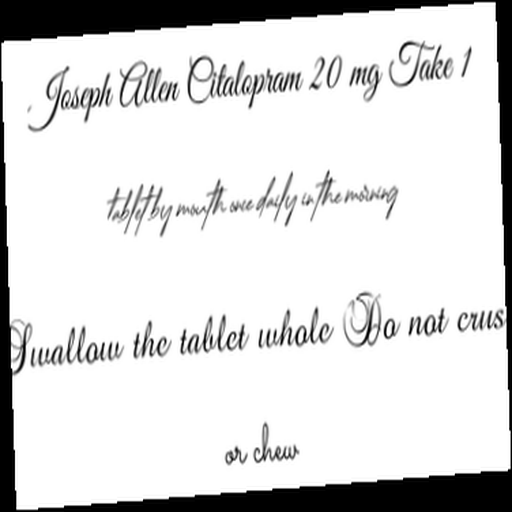 Joseph Allen Citalopram 20 mg Take 1
tablet by mouth once daily in the morning
Swallow the tablet whole Do not crus
or chew